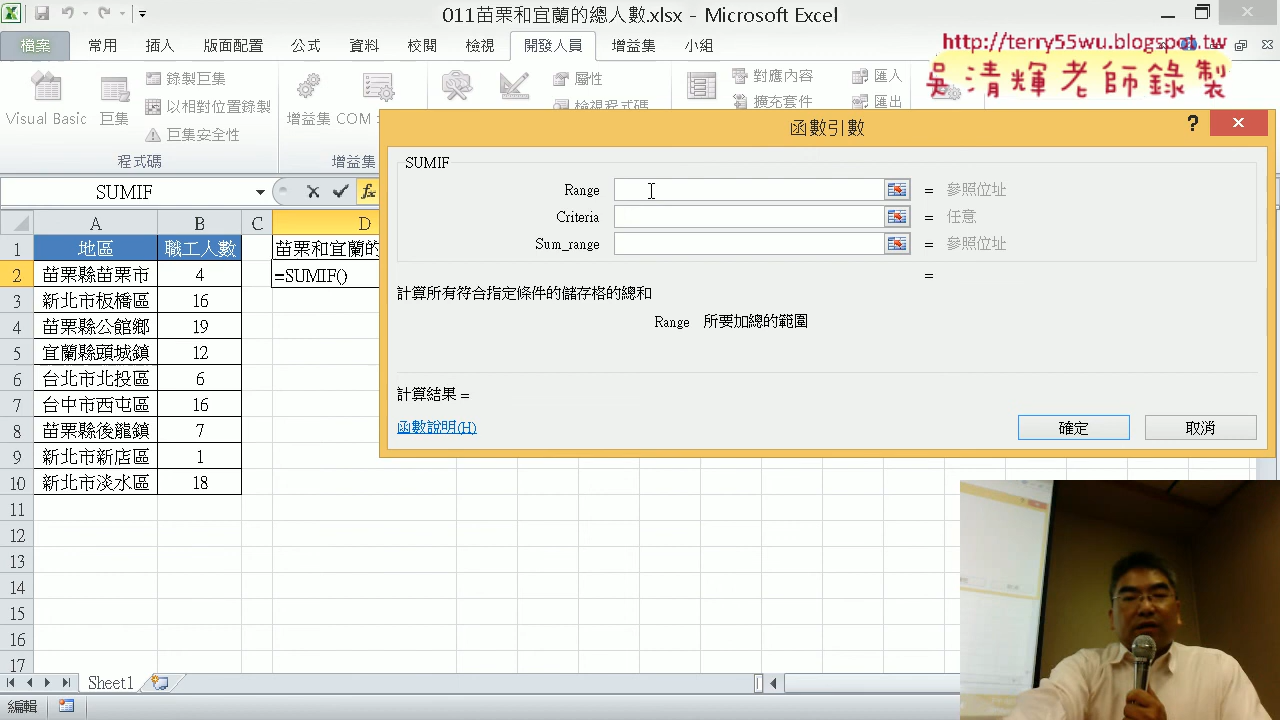 011苗栗和宜蘭的總人數.xlsx - Microsoft Excel
檔案 常用 插入 版面配置 公式 資料 校閱 檢視 開發人員 增益集 小組
http://terry55wu.blogspot.tw
吳清輝老師錄製
Visual Basic 巨集 錄製巨集 以相對位置錄製 巨集安全性 程式碼
增益集 COM 增益集
屬性 檢視程式碼
對應內容 擴充套件 匯入 匯出
SUMIF
函數引數
SUMIF
Range = 參照位址
Criteria = 任意
Sum_range = 參照位址
=
計算所有符合指定條件的儲存格的總和
Range 所要加總的範圍
計算結果 =
函數說明(H) 確定 取消
A B C D
1 地區 職工人數 苗栗和宜蘭的
2 苗栗縣苗栗市 4 =SUMIF()
3 新北市板橋區 16
4 苗栗縣公館鄉 19
5 宜蘭縣頭城鎮 12
6 台北市北投區 6
7 台中市西屯區 16
8 苗栗縣後龍鎮 7
9 新北市新店區 1
10 新北市淡水區 18
11
12
13
14
15
16
17
Sheet1
編輯